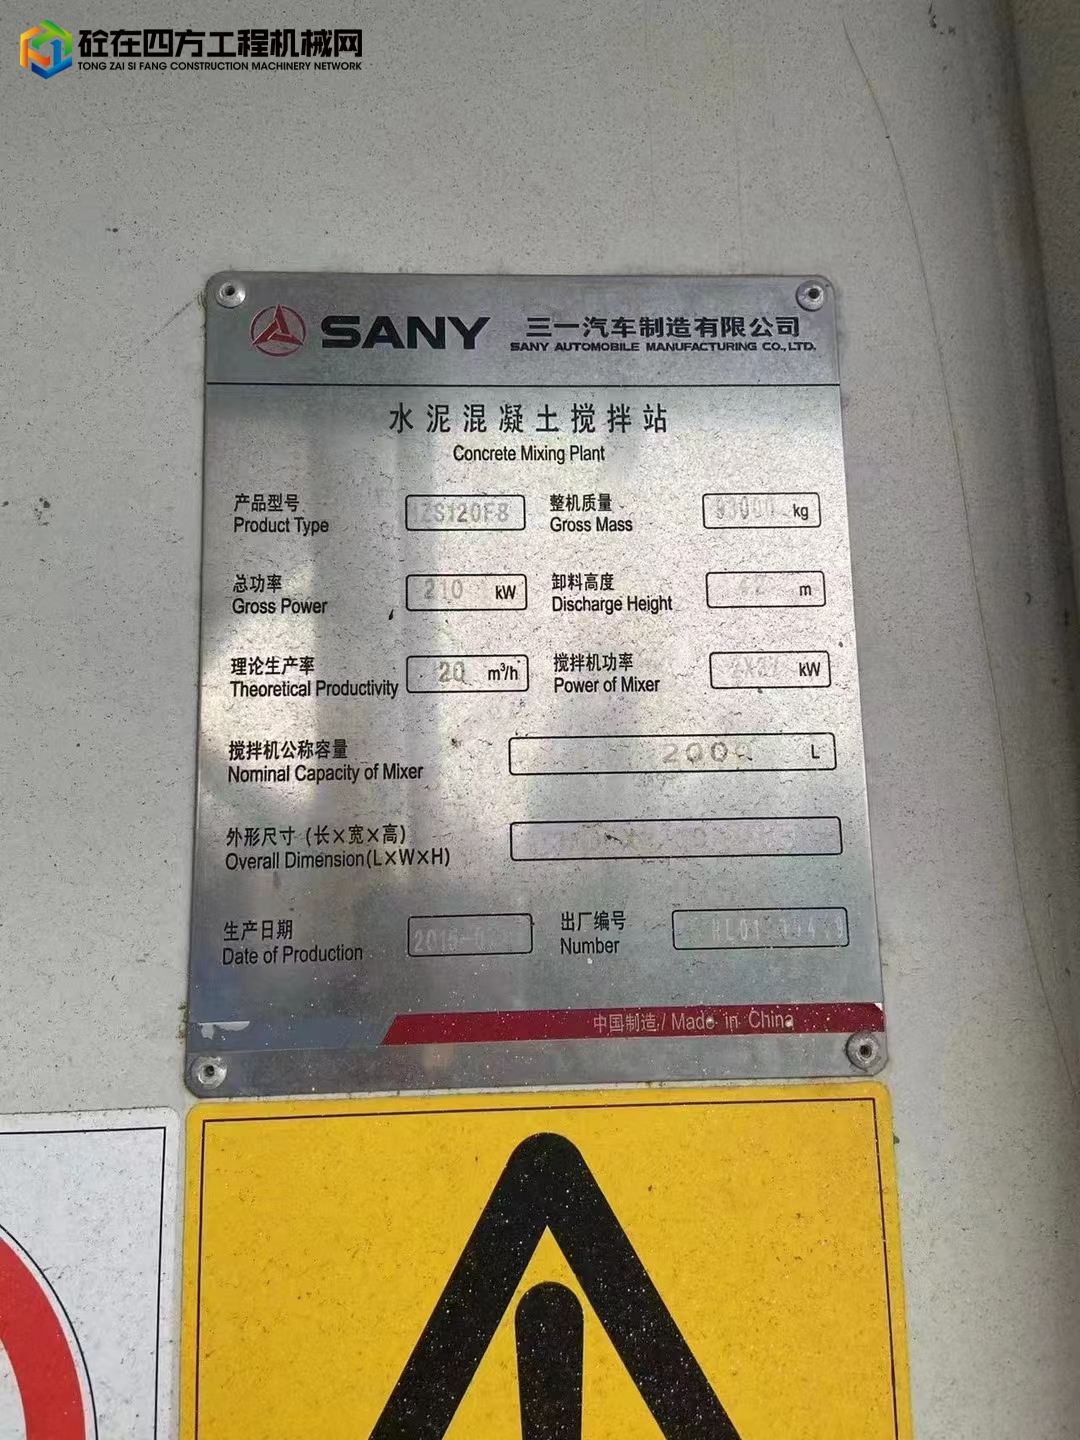 砼在四方工程机械网
TONG ZAI SI FANG CONSTRUCTION MACHINERY NETWORK
SANY 三一汽车制造有限公司
SANY AUTOMOBILE MANUFACTURING CO.,LTD.
水泥混凝土搅拌站
Concrete Mixing Plant
产品型号 整机质量
Product Type HZS120F8 Gross Mass 93000 kg
总功率 卸料高度
Gross Power 210 kW Discharge Height m
理论生产率 搅拌机功率
Theoretical Productivity 120 m³/h Power of Mixer kW
搅拌机公称容量
Nominal Capacity of Mixer 2000 L
外形尺寸(长×宽×高)
Overall Dimension(L×W×H)
生产日期 出厂编号
Date of Production Number
中国制造/Made in China